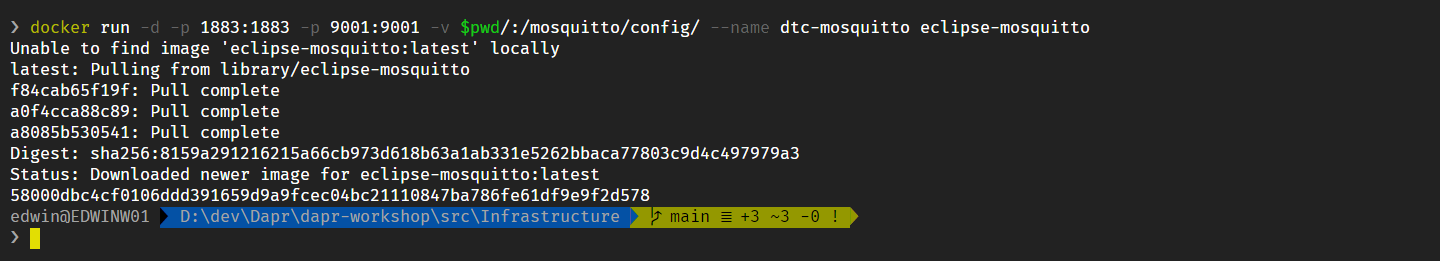 ❯ docker run -d -p 1883:1883 -p 9001:9001 -v $pwd/:/mosquitto/config/ --name dtc-mosquitto eclipse-mosquitto
Unable to find image 'eclipse-mosquitto:latest' locally
latest: Pulling from library/eclipse-mosquitto
f84cab65f19f: Pull complete
a0f4cca88c89: Pull complete
a8085b530541: Pull complete
Digest: sha256:8159a291216215a66cb973d618b63a1ab331e5262bbaca77803c9d4c497979a3
Status: Downloaded newer image for eclipse-mosquitto:latest
58000dbc4cf0106ddd391659d9a9fcec04bc21110847ba786fe61df9e9f2d578
edwin@EDWINW01 D:\dev\Dapr\dapr-workshop\src\Infrastructure main ≡ +3 ~3 -0 !
❯